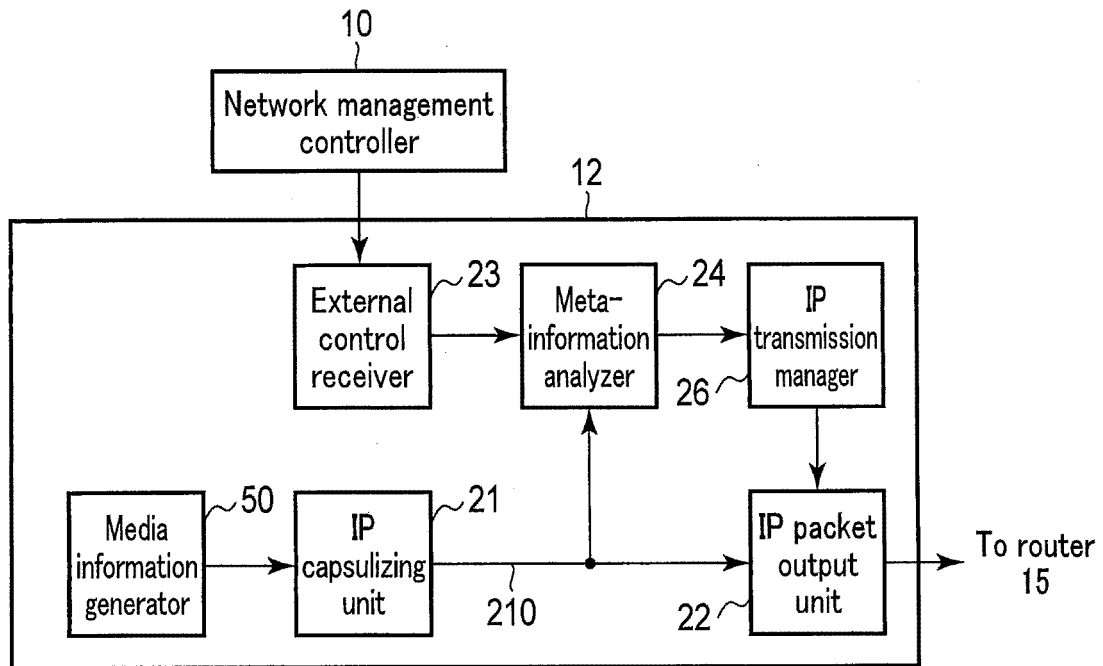 10
Network management
controller
12
External
control
receiver
23
Meta-
information
analyzer
24
IP
transmission
manager
26
Media
information
generator
50
IP
capsulizing
unit
21
210
IP packet
output
unit
22
To router
15